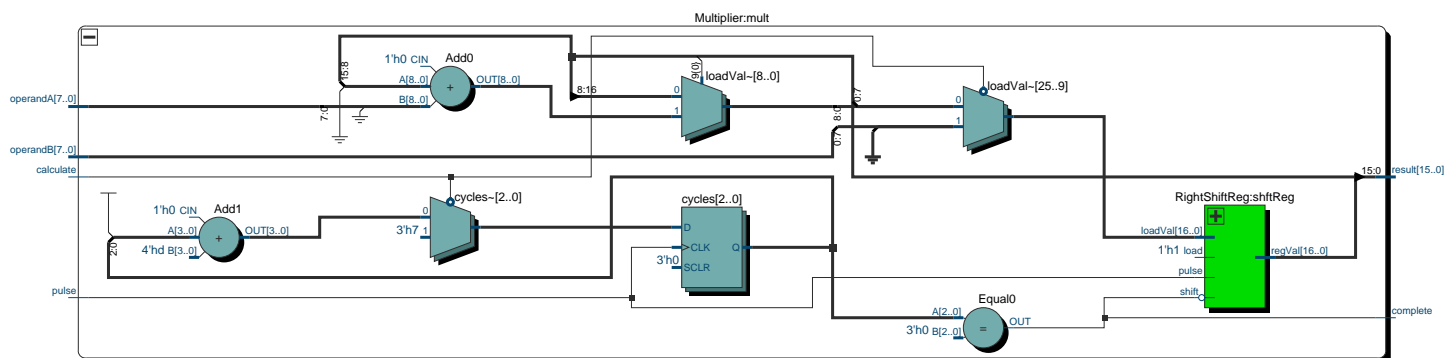 Multiplier:mult
1'h0 CIN
Add0
15:8
A[8..0]
+
OUT[8..0]
B[8..0]
operandA[7..0]
7:0
8:16
9(0)
loadVal~[8..0]
0
1
0:7
8:0
loadVal~[25..9]
0
1
0:7
operandB[7..0]
calculate
15:0
result[15..0]
1'h0 CIN
Add1
A[3..0]
+
OUT[3..0]
4'hd B[3..0]
2:0
cycles~[2..0]
0
3'h7
1
cycles[2..0]
D
CLK
Q
3'h0
SCLR
RightShiftReg:shftReg
loadVal[16..0]
1'h1 load
regVal[16..0]
pulse
shift
pulse
Equal0
A[2..0]
=
OUT
3'h0 B[2..0]
complete